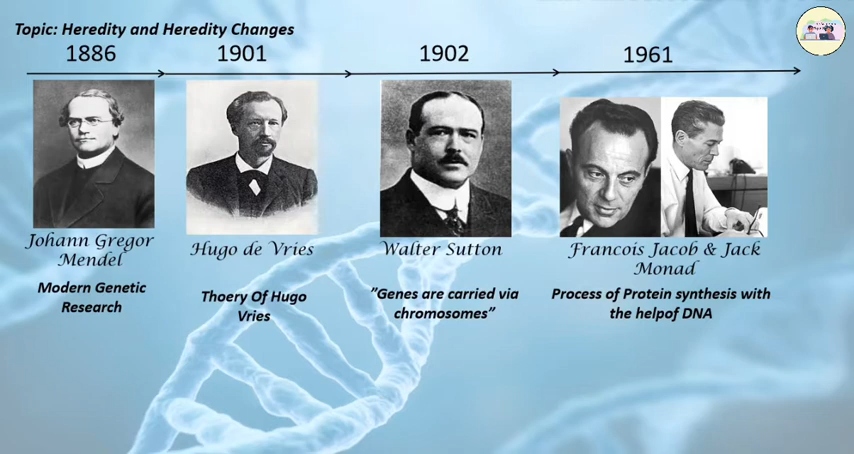 Topic: Heredity and Heredity Changes
1886
1901
1902
1961
Johann Gregor
Mendel
Hugo de Vries
Walter Sutton
Francois Jacob & Jack
Monad
Modern Genetic
Research
Thoery Of Hugo
Vries
”Genes are carried via
chromosomes”
Process of Protein synthesis with
the helpof DNA